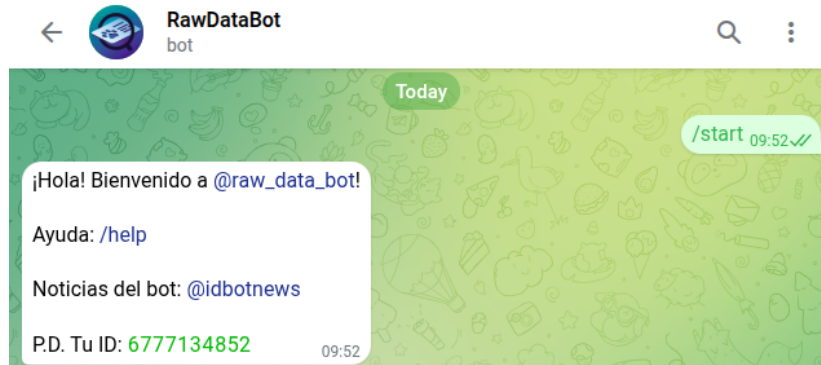 RawDataBot
bot
Today
/start 09:52
¡Hola! Bienvenido a @raw_data_bot!
Ayuda: /help
Noticias del bot: @idbotnews
P.D. Tu ID: 6777134852 09:52